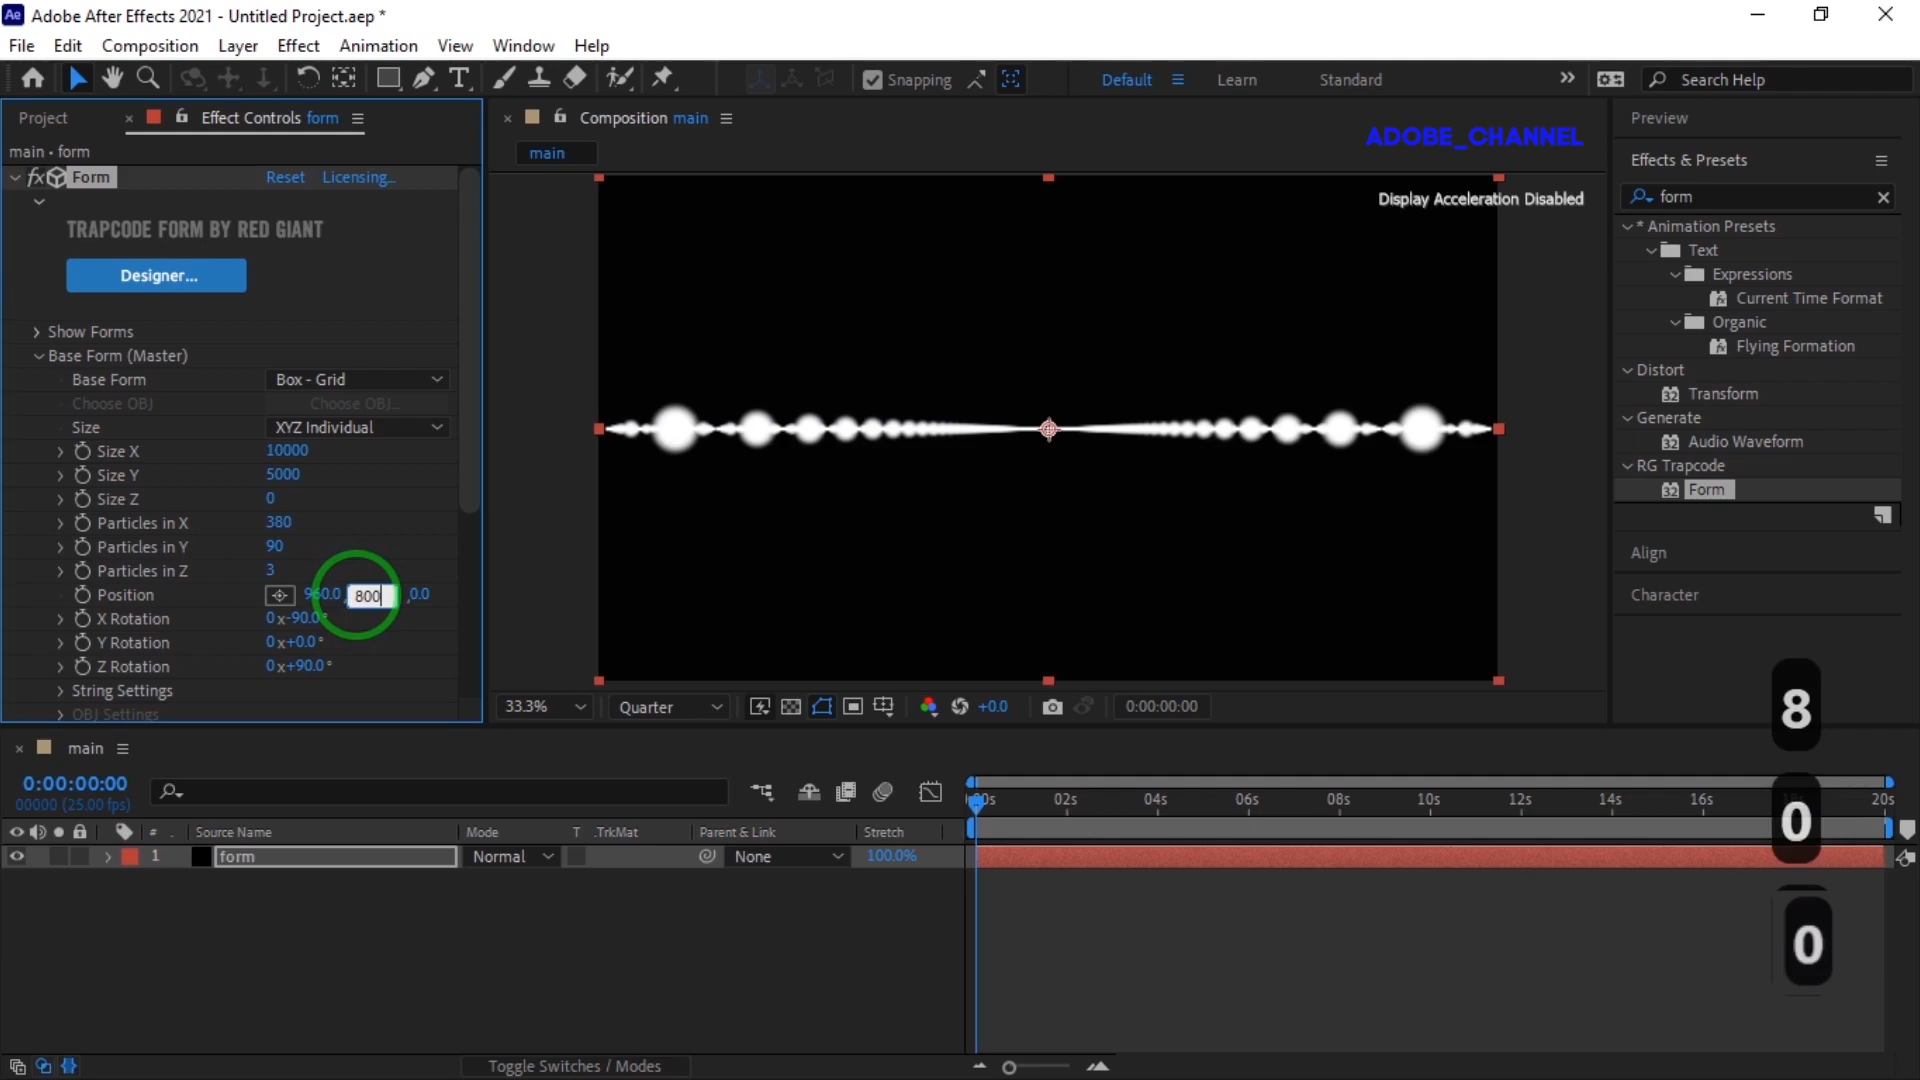 Ae Adobe After Effects 2021 - Untitled Project.aep *
File Edit Composition Layer Effect Animation View Window Help
T Snapping Default Learn Standard Search Help
Project Effect Controls form
main • form
fx Form Reset Licensing...
TRAPCODE FORM BY RED GIANT
Designer...
Show Forms
Base Form (Master)
Base Form Box - Grid
Choose OBJ Choose OBJ...
Size XYZ Individual
Size X 10000
Size Y 5000
Size Z 0
Particles in X 380
Particles in Y 90
Particles in Z 3
Position 960.0, 800 ,0.0
X Rotation 0x-90.0°
Y Rotation 0x+0.0°
Z Rotation 0x+90.0°
String Settings
OBJ Settings
Composition main
main
ADOBE_CHANNEL
Display Acceleration Disabled
33.3% Quarter +0.0 0:00:00:00
Preview
Effects & Presets
form
* Animation Presets
Text
Expressions
Current Time Format
Organic
Flying Formation
Distort
32 Transform
Generate
32 Audio Waveform
RG Trapcode
32 Form
Align
Character
8
0
0
main
0:00:00:00
00000 (25.00 fps)
02s 04s 06s 08s 10s 12s 14s 16s 20s
# Source Name Mode T .TrkMat Parent & Link Stretch
1 form Normal None 100.0%
Toggle Switches / Modes